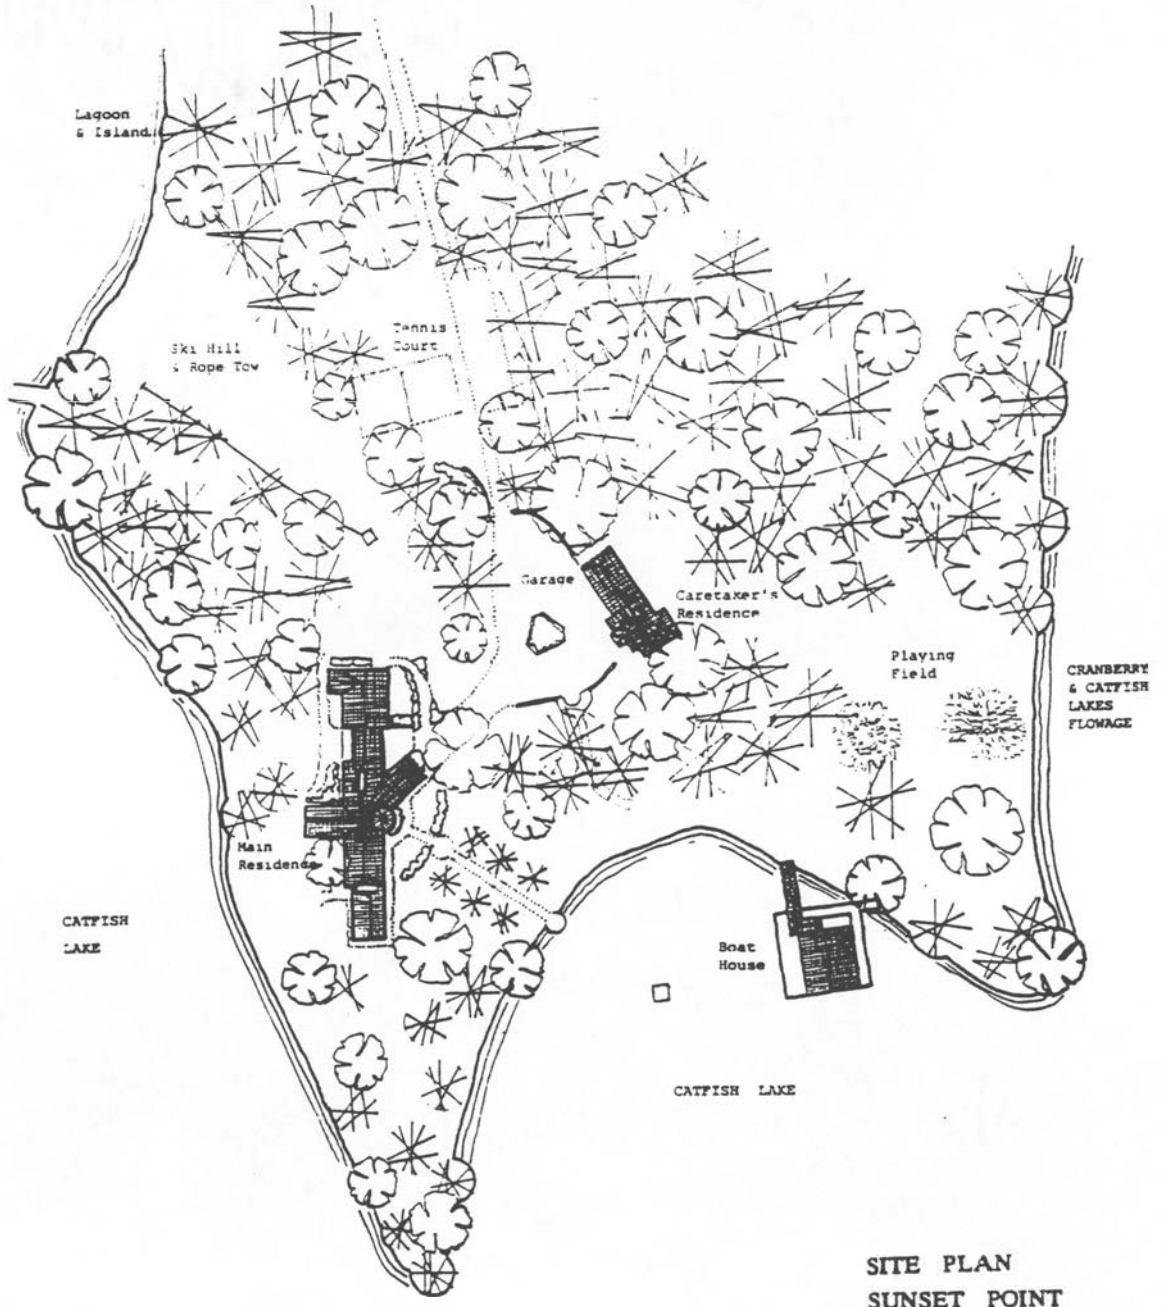 Lagoon
& Island
Tennis
Court
Ski Hill
& Rope Tow
Garage
Caretaker's
Residence
Playing
Field
CRANBERRY
& CATFISH
LAKES
FLOWAGE
Main
Residence
CATFISH
LAKE
Boat
House
CATFISH LAKE
SITE PLAN
SUNSET POINT